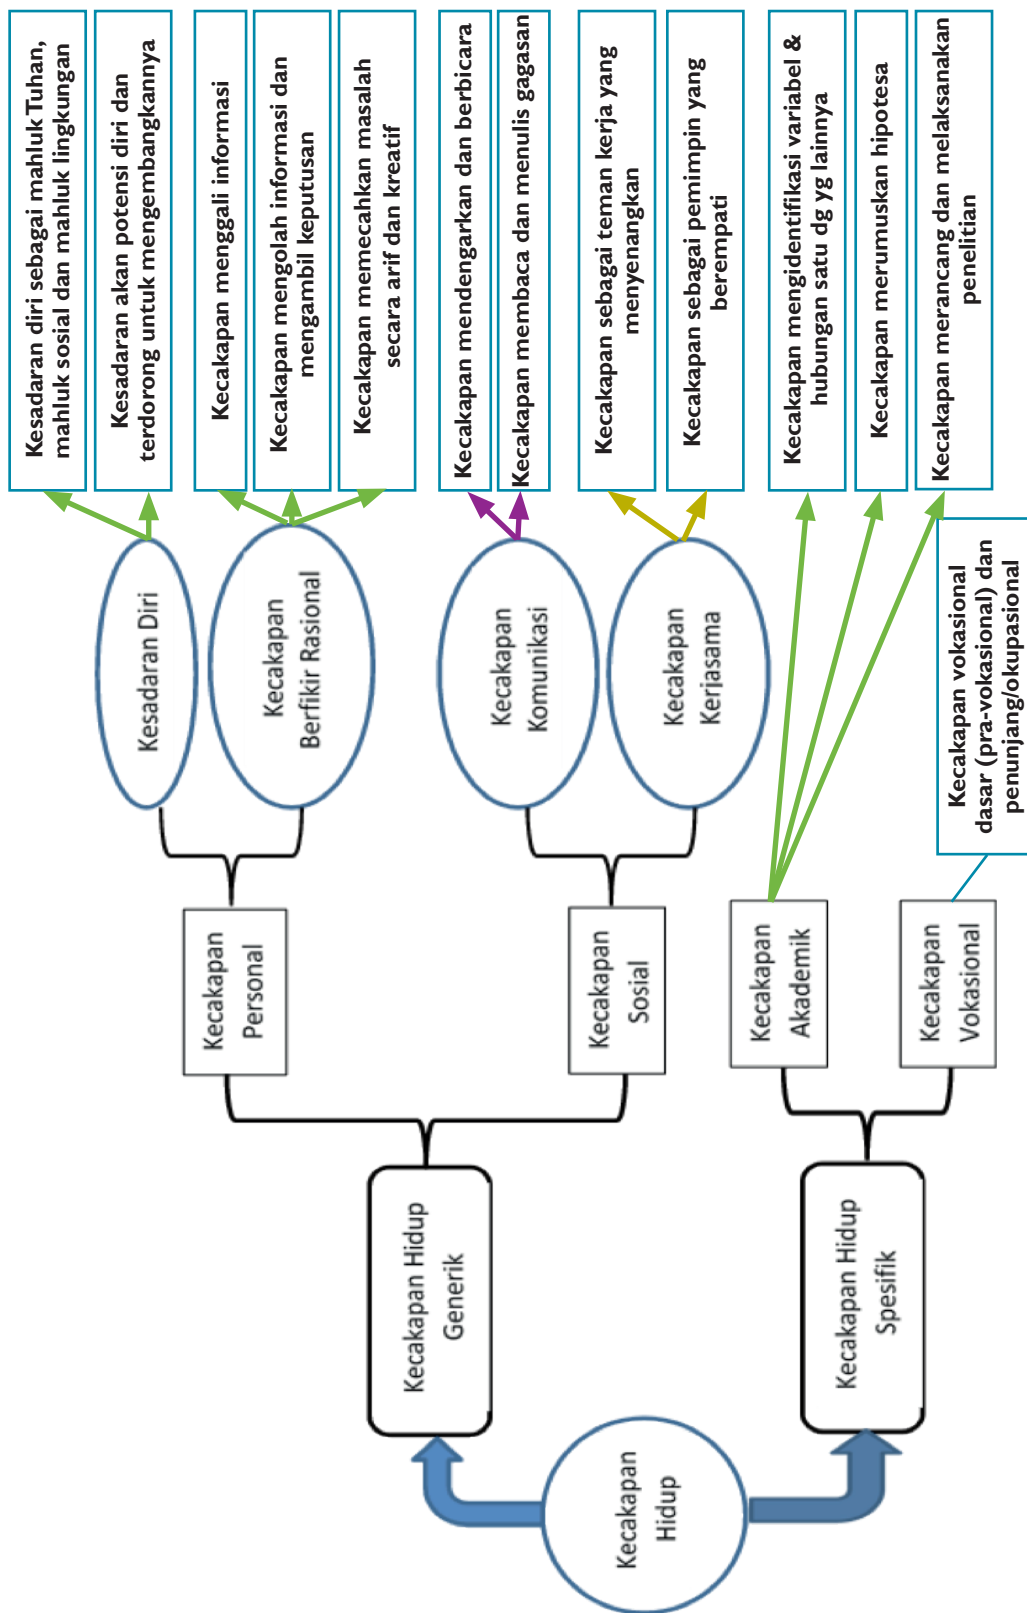 Kecakapan
Hidup
Kecakapan Hidup
Generik
Kecakapan Hidup
Spesifik
Kecakapan
Personal
Kecakapan
Sosial
Kecakapan
Akademik
Kecakapan
Vokasional
Kesadaran Diri
Kecakapan
Berfikir Rasional
Kecakapan
Komunikasi
Kecakapan
Kerjasama
Kesadaran diri sebagai mahluk Tuhan,
mahluk sosial dan mahluk lingkungan
Kesadaran akan potensi diri dan
terdorong untuk mengembangkannya
Kecakapan menggali informasi
Kecakapan mengolah informasi dan
mengambil keputusan
Kecakapan memecahkan masalah
secara arif dan kreatif
Kecakapan mendengarkan dan berbicara
Kecakapan membaca dan menulis gagasan
Kecakapan sebagai teman kerja yang
menyenangkan
Kecakapan sebagai pemimpin yang
berempati
Kecakapan mengidentifikasi variabel &
hubungan satu dg yg lainnya
Kecakapan merumuskan hipotesa
Kecakapan merancang dan melaksanakan
penelitian
Kecakapan vokasional
dasar (pra-vokasional) dan
penunjang/okupasional